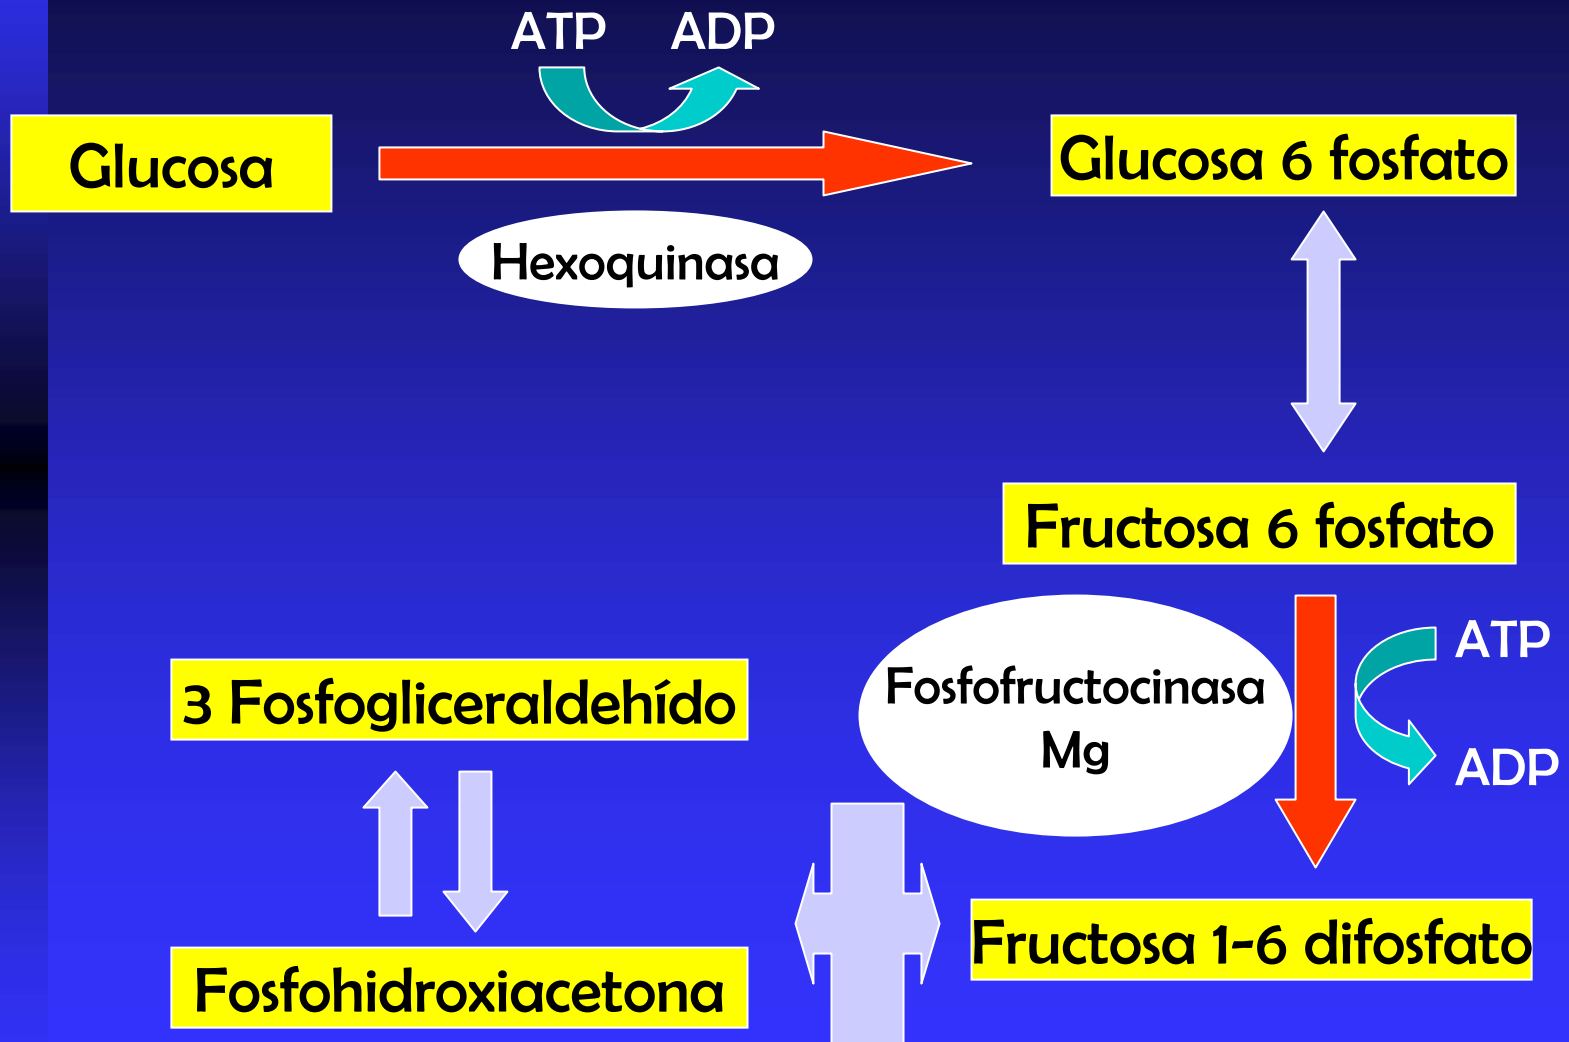 ATP ADP
Glucosa
Glucosa 6 fosfato
Hexoquinasa
Fructosa 6 fosfato
ATP
Fosfofructocinasa
Mg
3 Fosfogliceraldehído
ADP
Fructosa 1-6 difosfato
Fosfohidroxiacetona